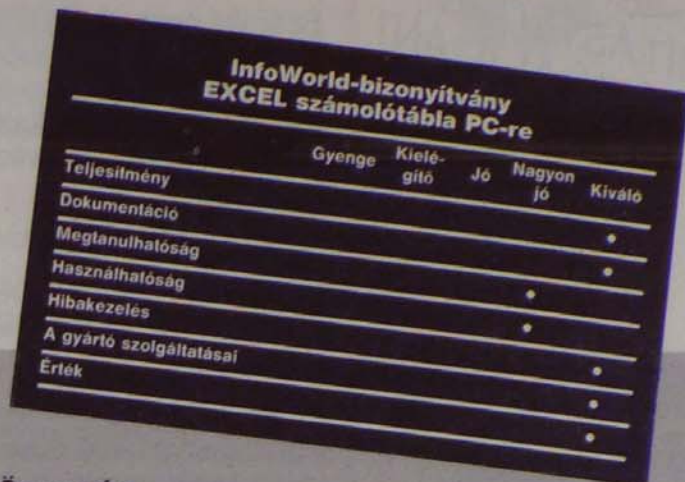 InfoWorld-bizonyítvány
EXCEL számolótábla PC-re
Gyenge Kielé-gítő Jó Nagyon jó Kiváló
Teljesítmény •
Dokumentáció •
Megtanulhatóság •
Használhatóság •
Hibakezelés •
A gyártó szolgáltatásai •
Érték •